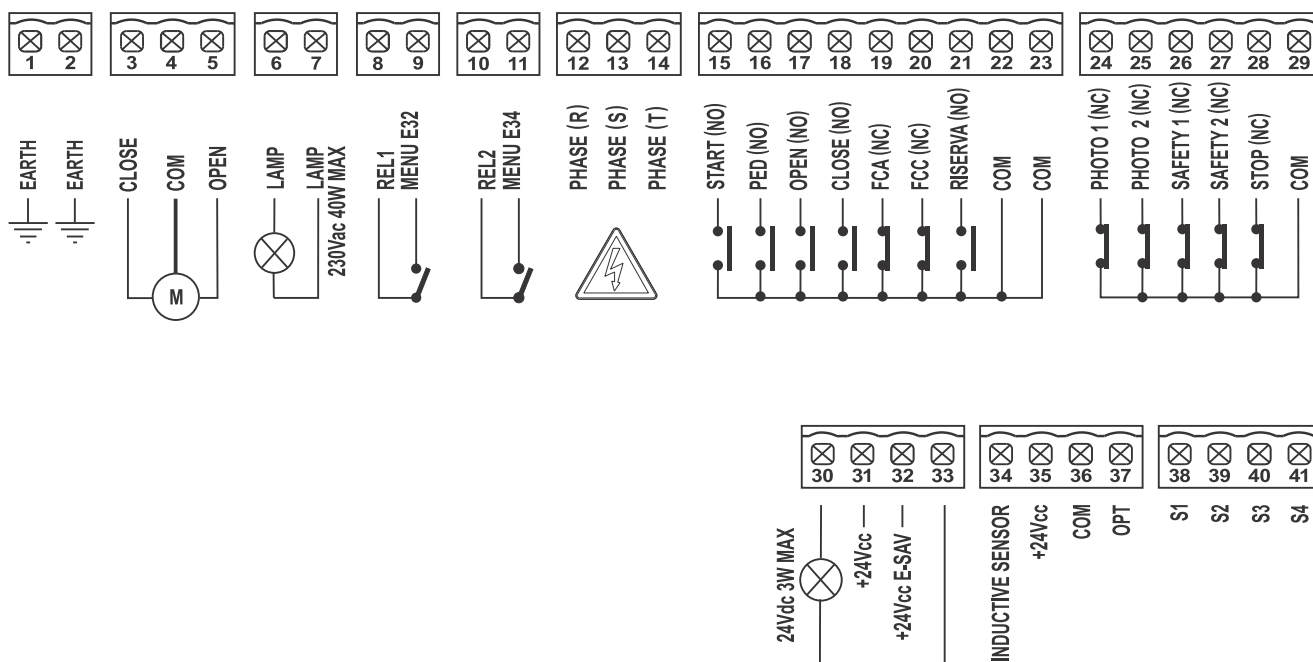 1 2 3 4 5 6 7 8 9 10 11 12 13 14 15 16 17 18 19 20 21 22 23 24 25 26 27 28 29
EARTH
EARTH
CLOSE
COM
OPEN
LAMP
LAMP
230Vac 40W MAX
REL1
MENU E32
REL2
MENU E34
PHASE (R)
PHASE (S)
PHASE (T)
START (NO)
PED (NO)
OPEN (NO)
CLOSE (NO)
FCA (NC)
FCC (NC)
RISERVA (NO)
COM
COM
PHOTO 1 (NC)
PHOTO 2 (NC)
SAFETY 1 (NC)
SAFETY 2 (NC)
STOP (NC)
COM
M
30 31 32 33 34 35 36 37 38 39 40 41
24Vdc 3W MAX
+24Vcc
+24Vcc E-SAV
INDUCTIVE SENSOR
+24Vcc
COM
OPT
S1
S2
S3
S4